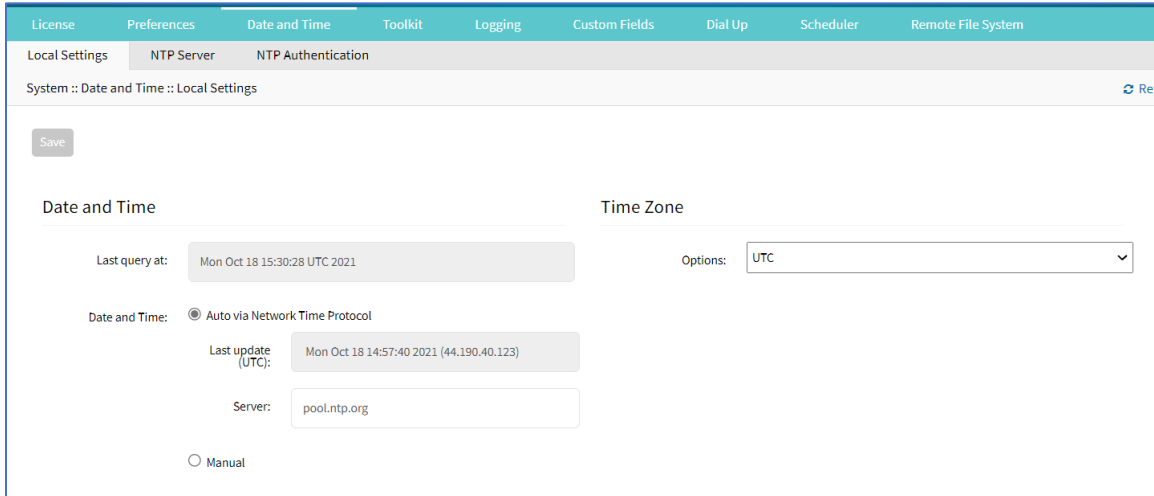 License Preferences Date and Time Toolkit Logging Custom Fields Dial Up Scheduler Remote File System
Local Settings NTP Server NTP Authentication
System :: Date and Time :: Local Settings Re
Save
Date and Time Time Zone
Last query at: Mon Oct 18 15:30:28 UTC 2021 Options: UTC
Date and Time: Auto via Network Time Protocol
Last update
(UTC): Mon Oct 18 14:57:40 2021 (44.190.40.123)
Server: pool.ntp.org
Manual